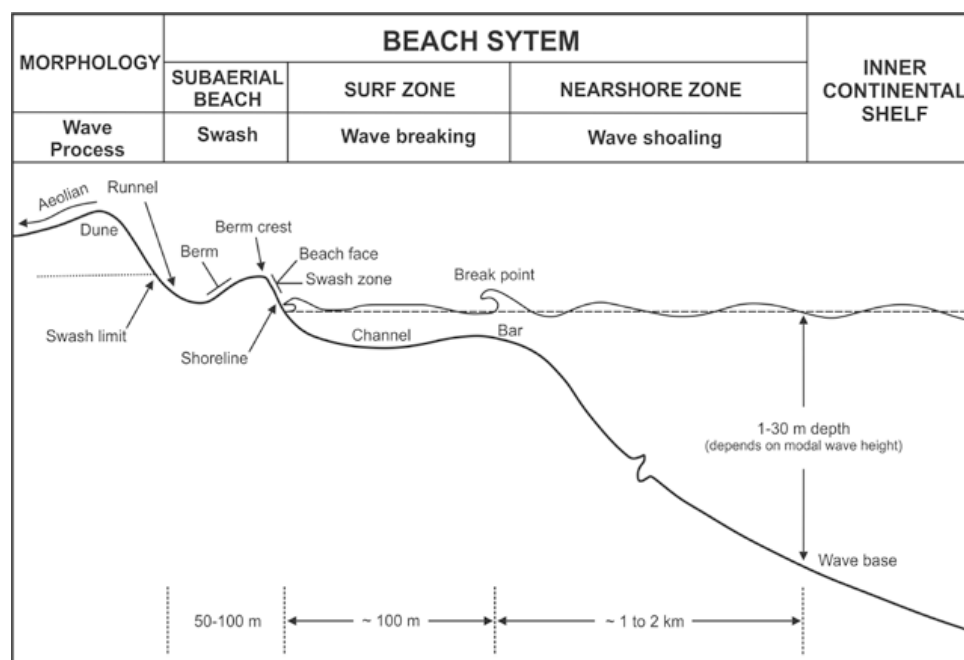 MORPHOLOGY
BEACH SYTEM
INNER
CONTINENTAL
SHELF
SUBAERIAL
BEACH
SURF ZONE
NEARSHORE ZONE
Wave
Process
Swash
Wave breaking
Wave shoaling
Aeolian
Runnel
Dune
Berm crest
Berm
Beach face
Swash zone
Break point
Swash limit
Shoreline
Channel
Bar
1-30 m depth
(depends on modal wave height)
Wave base
50-100 m
~ 100 m
~ 1 to 2 km